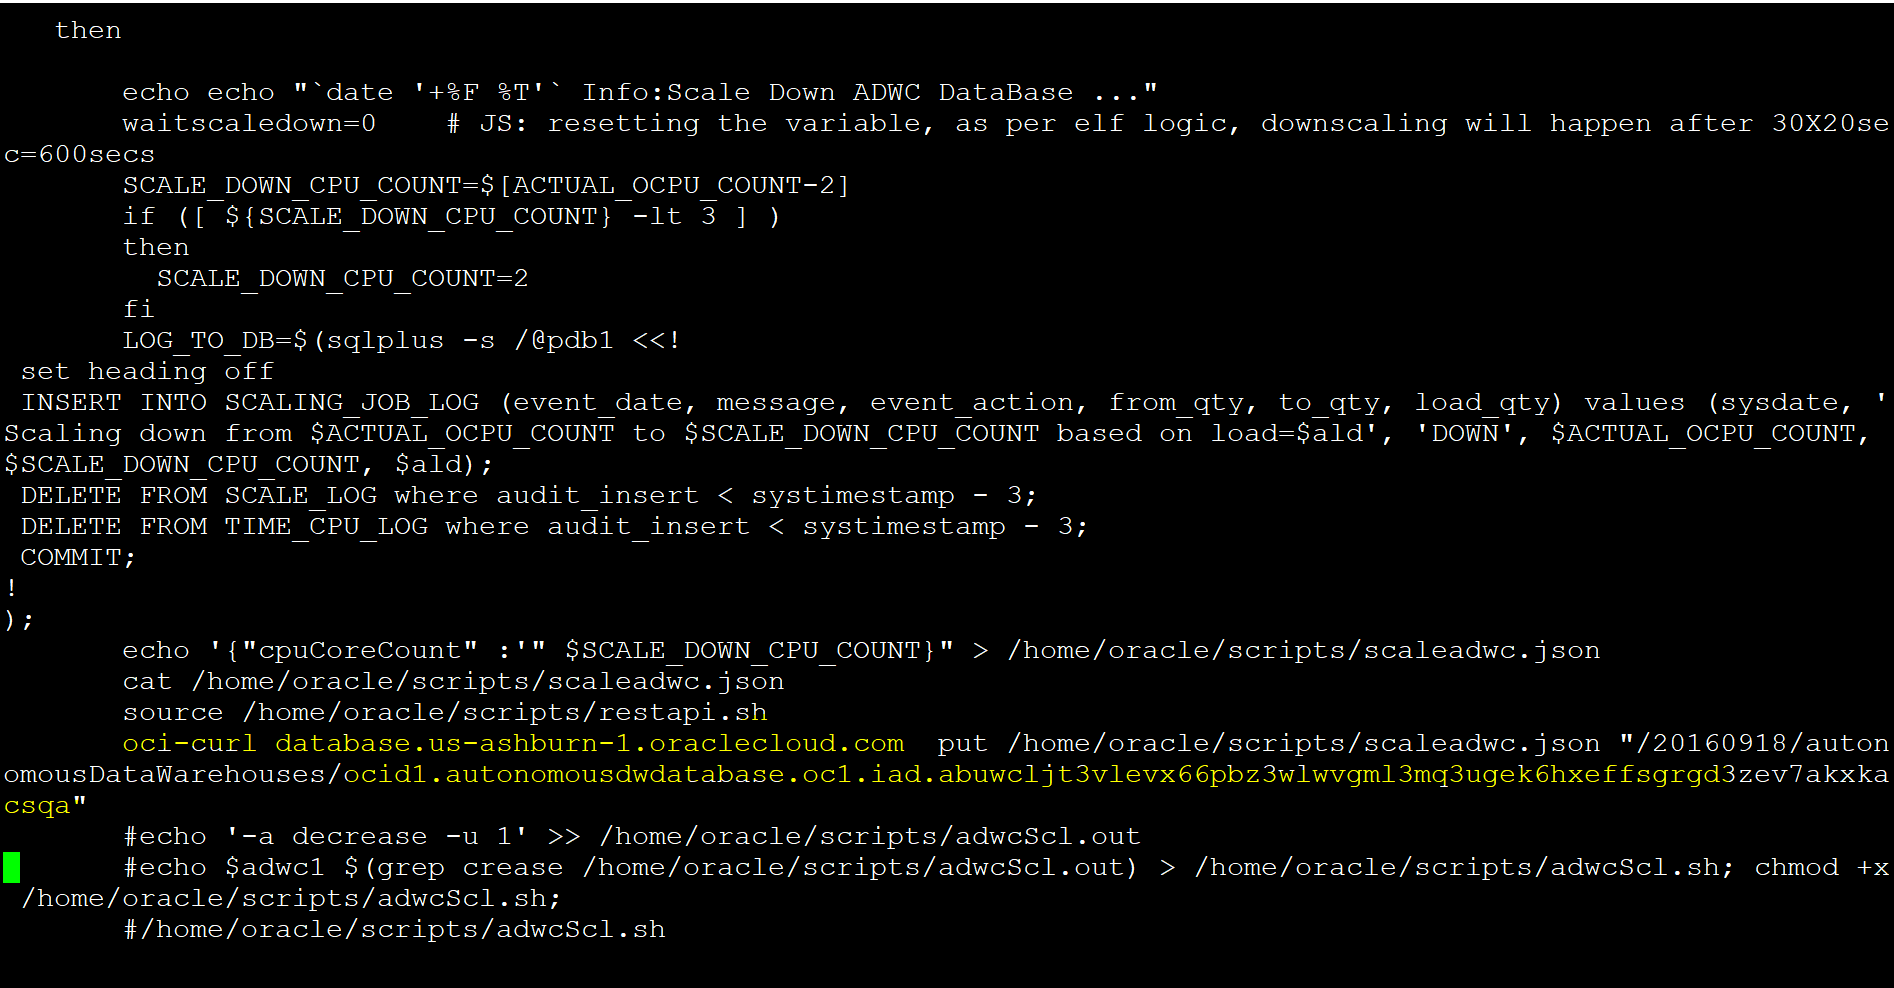 then
echo echo "`date '+%F %T'` Info:Scale Down ADWC DataBase ..."
waitscaledown=0    # JS: resetting the variable, as per elf logic, downscaling will happen after 30X20se
c=600secs
SCALE_DOWN_CPU_COUNT=$[ACTUAL_OCPU_COUNT-2]
if ([ ${SCALE_DOWN_CPU_COUNT} -lt 3 ] )
then
SCALE_DOWN_CPU_COUNT=2
fi
LOG_TO_DB=$(sqlplus -s /@pdb1 <<!
set heading off
INSERT INTO SCALING_JOB_LOG (event_date, message, event_action, from_qty, to_qty, load_qty) values (sysdate, '
Scaling down from $ACTUAL_OCPU_COUNT to $SCALE_DOWN_CPU_COUNT based on load=$ald', 'DOWN', $ACTUAL_OCPU_COUNT,
$SCALE_DOWN_CPU_COUNT, $ald);
DELETE FROM SCALE_LOG where audit_insert < systimestamp - 3;
DELETE FROM TIME_CPU_LOG where audit_insert < systimestamp - 3;
COMMIT;
!
);
echo '{"cpuCoreCount" :'" $SCALE_DOWN_CPU_COUNT}" > /home/oracle/scripts/scaleadwc.json
cat /home/oracle/scripts/scaleadwc.json
source /home/oracle/scripts/restapi.sh
oci-curl database.us-ashburn-1.oraclecloud.com  put /home/oracle/scripts/scaleadwc.json "/20160918/auton
omousDataWarehouses/ocid1.autonomousdwdatabase.oc1.iad.abuwcljt3vlevx66pbz3wlwvgml3mq3ugek6hxeffsgrgd3zev7akxka
csqa"
#echo '-a decrease -u 1' >> /home/oracle/scripts/adwcScl.out
#echo $adwc1 $(grep crease /home/oracle/scripts/adwcScl.out) > /home/oracle/scripts/adwcScl.sh; chmod +x
/home/oracle/scripts/adwcScl.sh;
#/home/oracle/scripts/adwcScl.sh